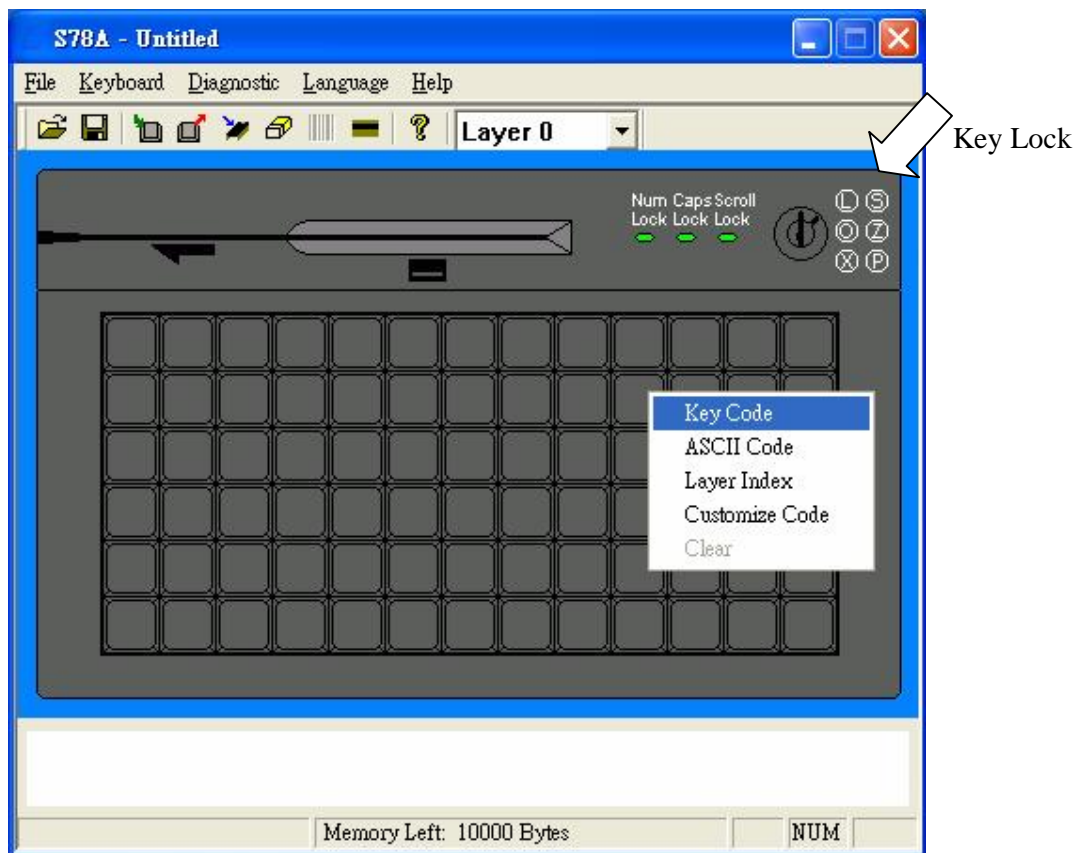 S78A - Untitled
File Keyboard Diagnostic Language Help
Layer 0
Key Lock
Num Caps Scroll
Lock Lock Lock
L S
O Z
X P
Key Code
ASCII Code
Layer Index
Customize Code
Clear
Memory Left: 10000 Bytes
NUM